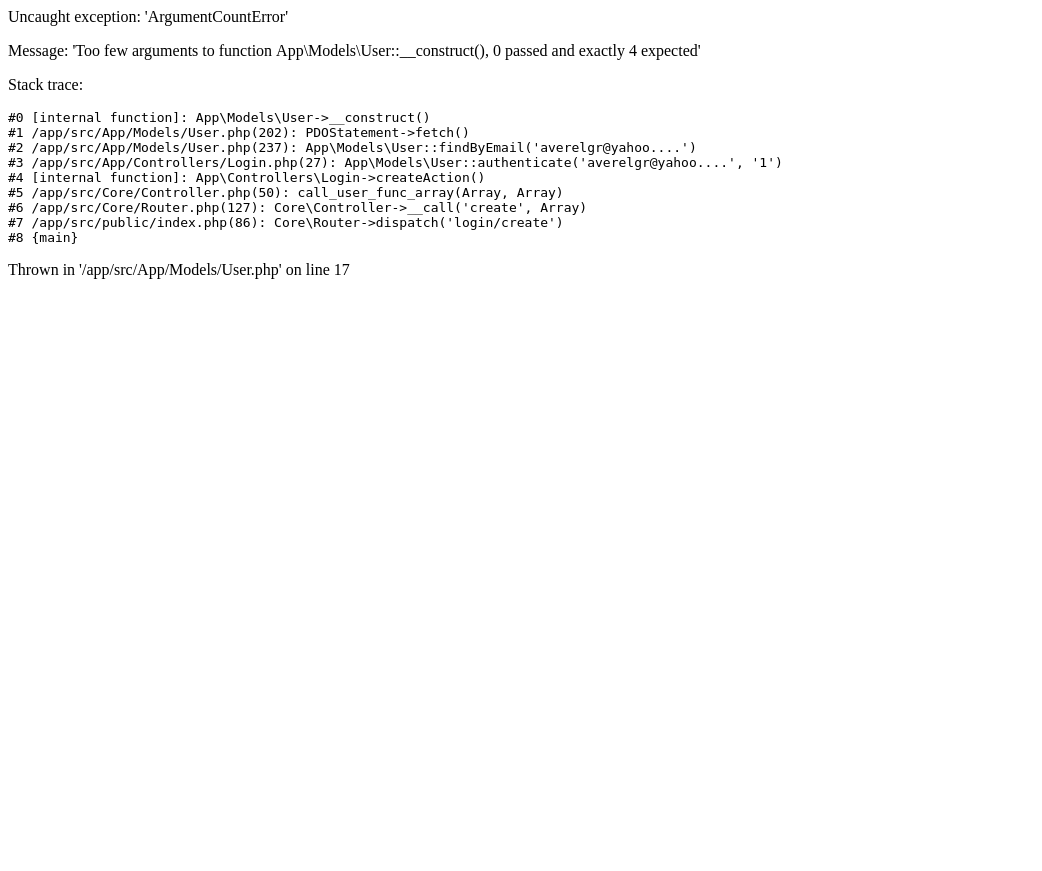 Uncaught exception: 'ArgumentCountError'
Message: 'Too few arguments to function App\Models\User::__construct(), 0 passed and exactly 4 expected'
Stack trace:
#0 [internal function]: App\Models\User->__construct()
#1 /app/src/App/Models/User.php(202): PDOStatement->fetch()
#2 /app/src/App/Models/User.php(237): App\Models\User::findByEmail('averelgr@yahoo....')
#3 /app/src/App/Controllers/Login.php(27): App\Models\User::authenticate('averelgr@yahoo....', '1')
#4 [internal function]: App\Controllers\Login->createAction()
#5 /app/src/Core/Controller.php(50): call_user_func_array(Array, Array)
#6 /app/src/Core/Router.php(127): Core\Controller->__call('create', Array)
#7 /app/src/public/index.php(86): Core\Router->dispatch('login/create')
#8 {main}
Thrown in '/app/src/App/Models/User.php' on line 17